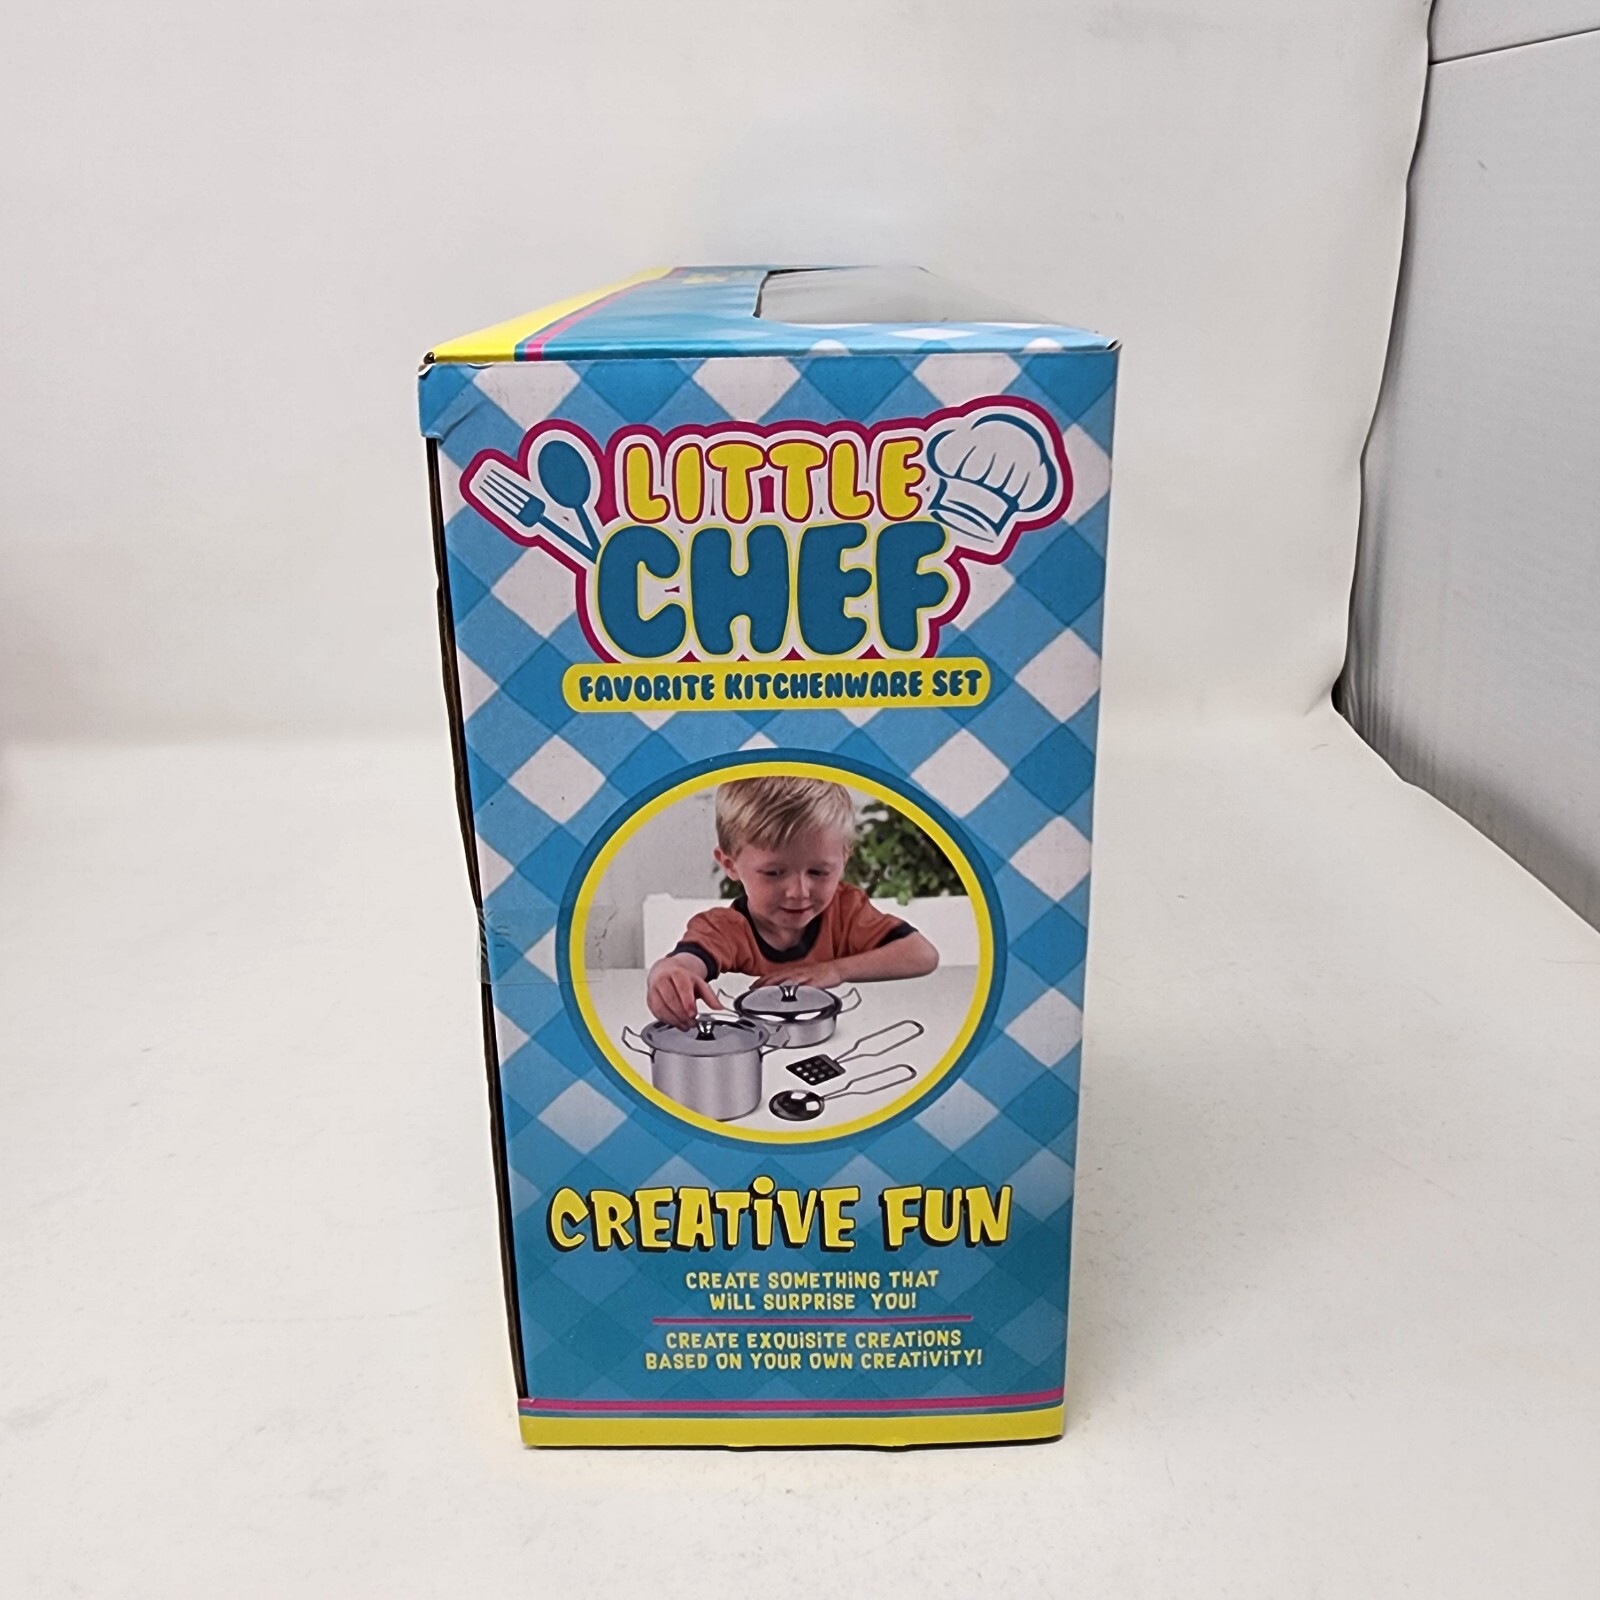 LITTLE
CHEF
FAVORITE KITCHENWARE SET
CREATiVE FUN
CREATE SOMETHiNG THAT
WiLL SURPRiSE YOU!
CREATE EXQUiSiTE CREATiONS
BASED ON YOUR OWN CREATiViTY!